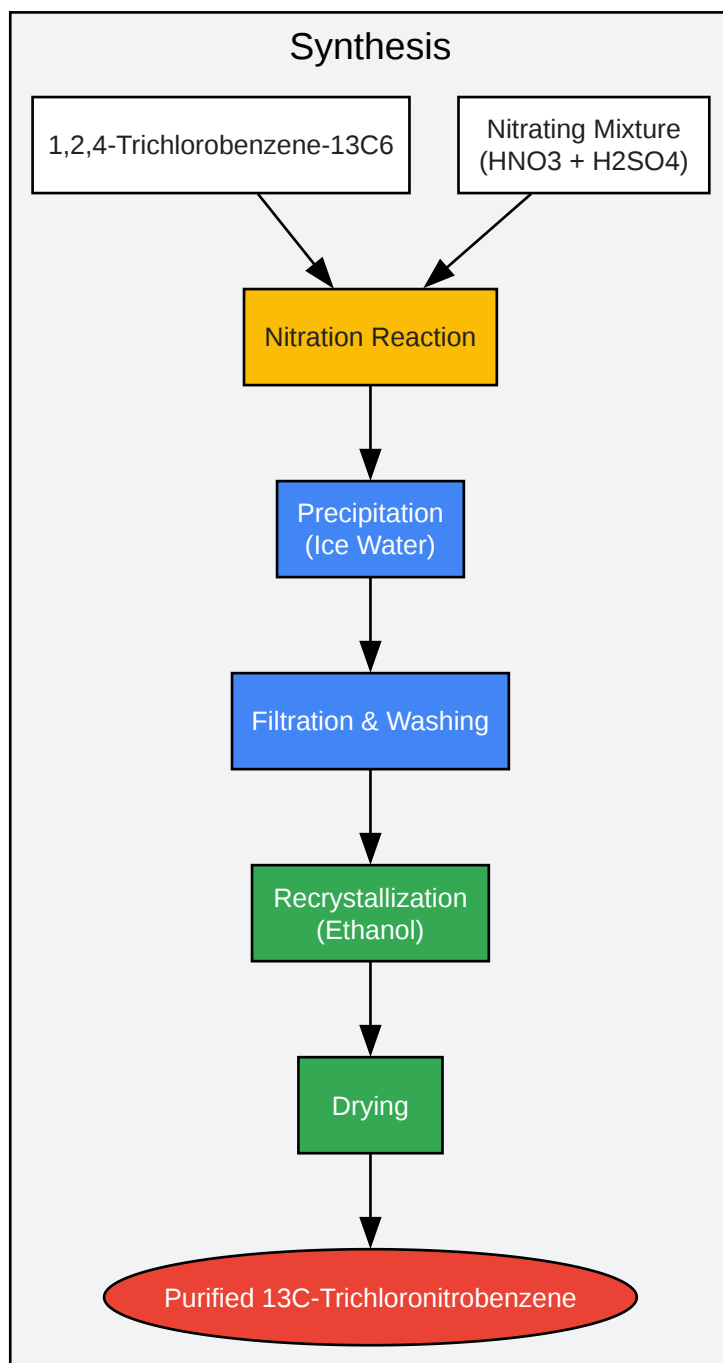 Synthesis
1,2,4-Trichlorobenzene-13C6
Nitrating Mixture
(HNO3 + H2SO4)
Nitration Reaction
Precipitation
(Ice Water)
Filtration & Washing
Recrystallization
(Ethanol)
Drying
Purified 13C-Trichloronitrobenzene